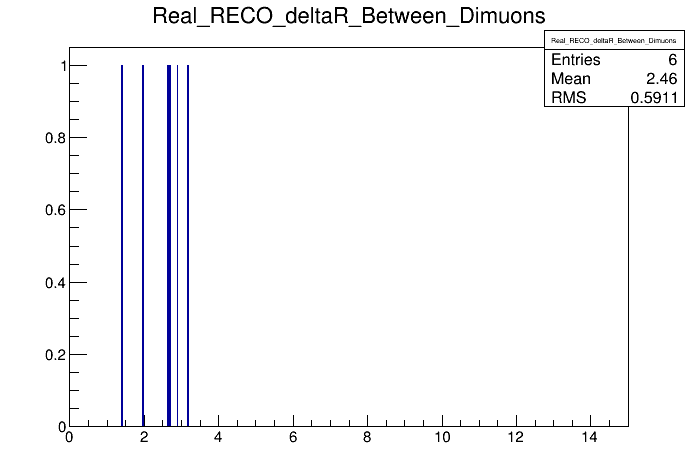 Real_RECO_deltaR_Between_Dimuons
Real_RECO_deltaR_Between_Dimuons
Entries 6
Mean 2.46
RMS 0.5911
1
0.8
0.6
0.4
0.2
0
0 2 4 6 8 10 12 14